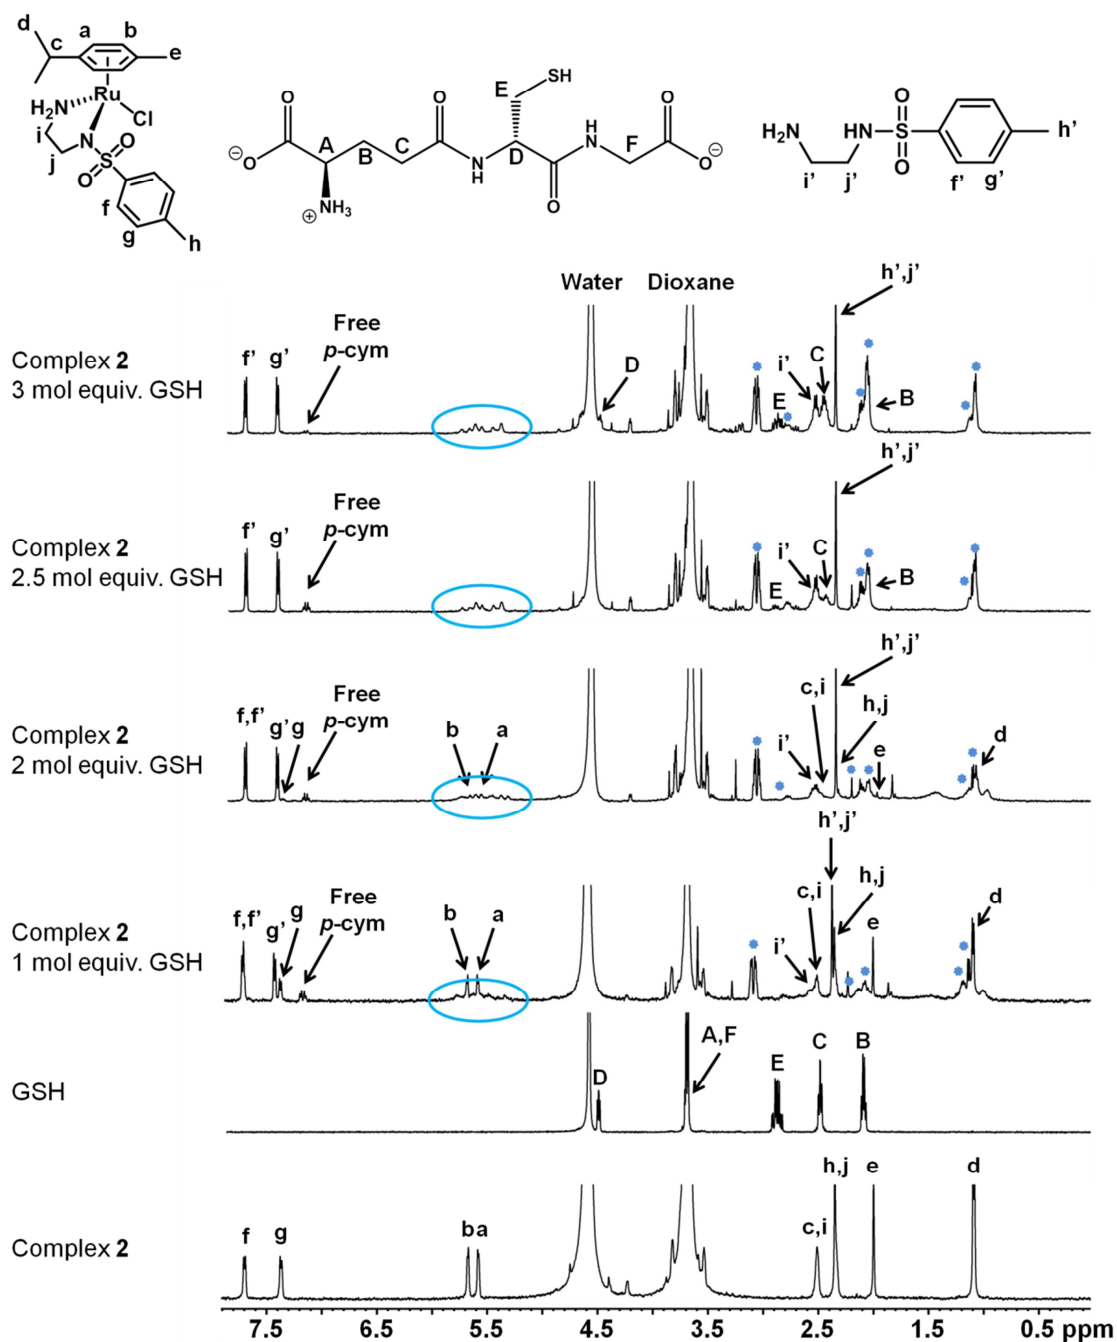 d a b
c e
Ru
H2N Cl
i N
j O S O
f
g h
SH
E
O O O
⊖O A B C N H D N H F O⊖
NH3 ⊕ O
H2N HN O S O h'
i' j' f' g'
Water Dioxane h',j'
Complex 2
3 mol equiv. GSH
f' g' Free
p-cym D E i' C B
h',j'
Complex 2
2.5 mol equiv. GSH
f' g' Free
p-cym E i' C B
h',j'
Complex 2
2 mol equiv. GSH
f,f' g' g Free
p-cym b a i' c,i h,j e d
h',j'
Complex 2
1 mol equiv. GSH
f,f' g' g Free
p-cym b a i' c,i h,j e d
GSH
D A,F E C B
Complex 2
f g b a c,i h,j e d
7.5 5.5 4.5 3.5 2.5 1.5 0.5 ppm